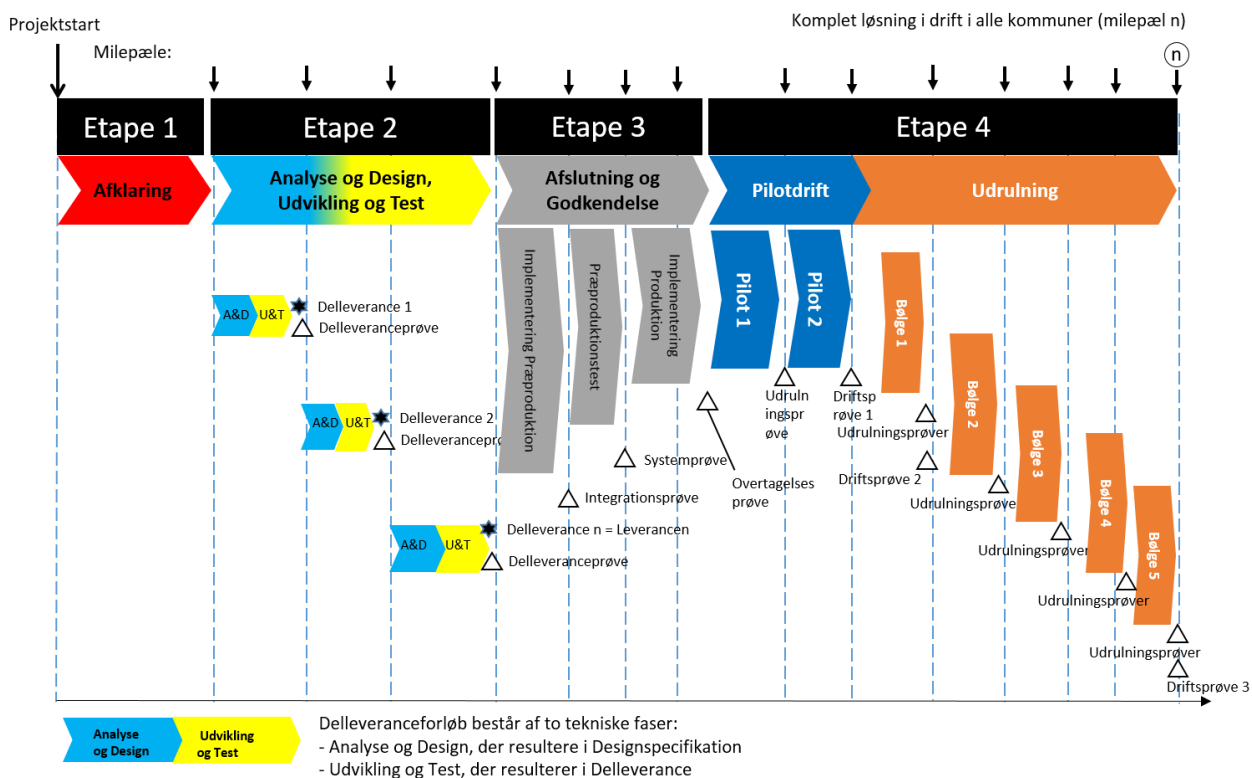 Projektstart
Komplet løsning i drift i alle kommuner (milepæl n)
Milepæle:
n
Etape 1
Etape 2
Etape 3
Etape 4
Afklaring
Analyse og Design,
Udvikling og Test
Afslutning og
Godkendelse
Pilotdrift
Udrulning
Implementering Præproduktion
Præproduktionstest
Implementering
Produktion
Pilot 1
Pilot 2
Bølge 1
Bølge 2
Bølge 3
Bølge 4
Bølge 5
A&D
U&T
Delleverance 1
Delleveranceprøve
A&D
U&T
Delleverance 2
Delleveranceprø
A&D
U&T
Delleverance n = Leverancen
Delleveranceprøve
Integrationsprøve
Systemprøve
Overtagelses
prøve
Udrul
ningspr
øve
Driftsp
røve 1
Udrulningsprøver
Driftsprøve 2
Udrulningsprøve
Udrulningsprøver
Udrulningsprøver
Udrulningsprøver
Driftsprøve 3
Analyse
og Design
Udvikling
og Test
Delleveranceforløb består af to tekniske faser:
- Analyse og Design, der resultere i Designspecifikation
- Udvikling og Test, der resulterer i Delleverance